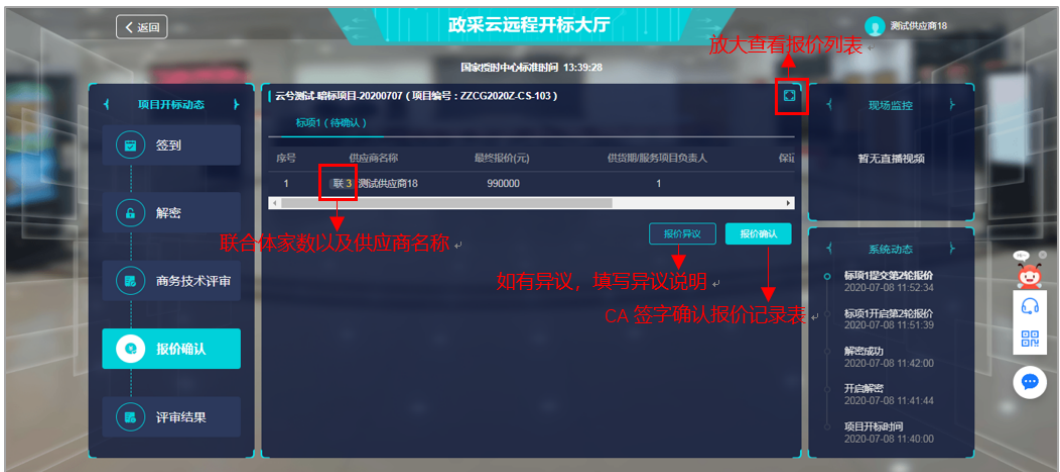 返回
政采云远程开标大厅
测试供应商18
放大查看报价列表
国家授时中心标准时间 13:39:28
项目开标动态
签到
解密
商务技术评审
报价确认
评审结果
云兮测试-暗标项目-20200707 ( 项目编号：ZZCG2020Z-CS-103 )
标项1 ( 待确认 )
序号 供应商名称 最终报价(元) 供货期/服务项目负责人 保证
1 联 3 测试供应商18 990000 1
联合体家数以及供应商名称
报价异议 报价确认
如有异议，填写异议说明
CA 签字确认报价记录表
现场监控
暂无直播视频
系统动态
标项1提交第2轮报价
2020-07-08 11:52:34
标项1开启第2轮报价
2020-07-08 11:51:39
解密成功
2020-07-08 11:42:00
开启解密
2020-07-08 11:41:44
项目开标时间
2020-07-08 11:40:00